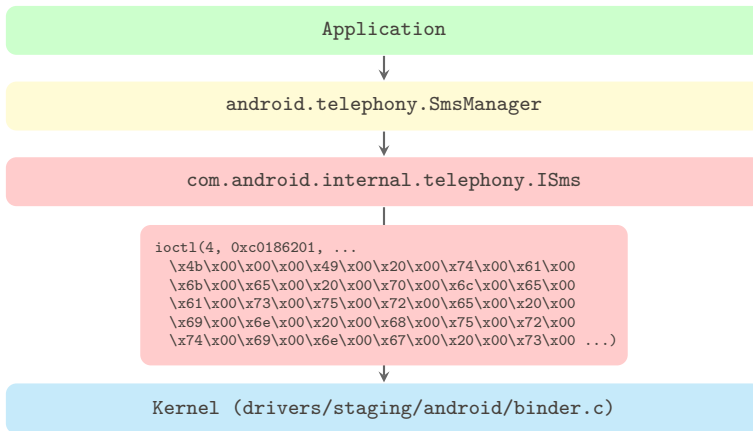 Application
android.telephony.SmsManager
com.android.internal.telephony.ISms
ioctl(4, 0xc0186201, ...
\x4b\x00\x00\x00\x49\x00\x20\x00\x74\x00\x61\x00
\x6b\x00\x65\x00\x20\x00\x70\x00\x6c\x00\x65\x00
\x61\x00\x73\x00\x75\x00\x72\x00\x65\x00\x20\x00
\x69\x00\x6e\x00\x20\x00\x68\x00\x75\x00\x72\x00
\x74\x00\x69\x00\x6e\x00\x67\x00\x20\x00\x73\x00 ...)
Kernel (drivers/staging/android/binder.c)